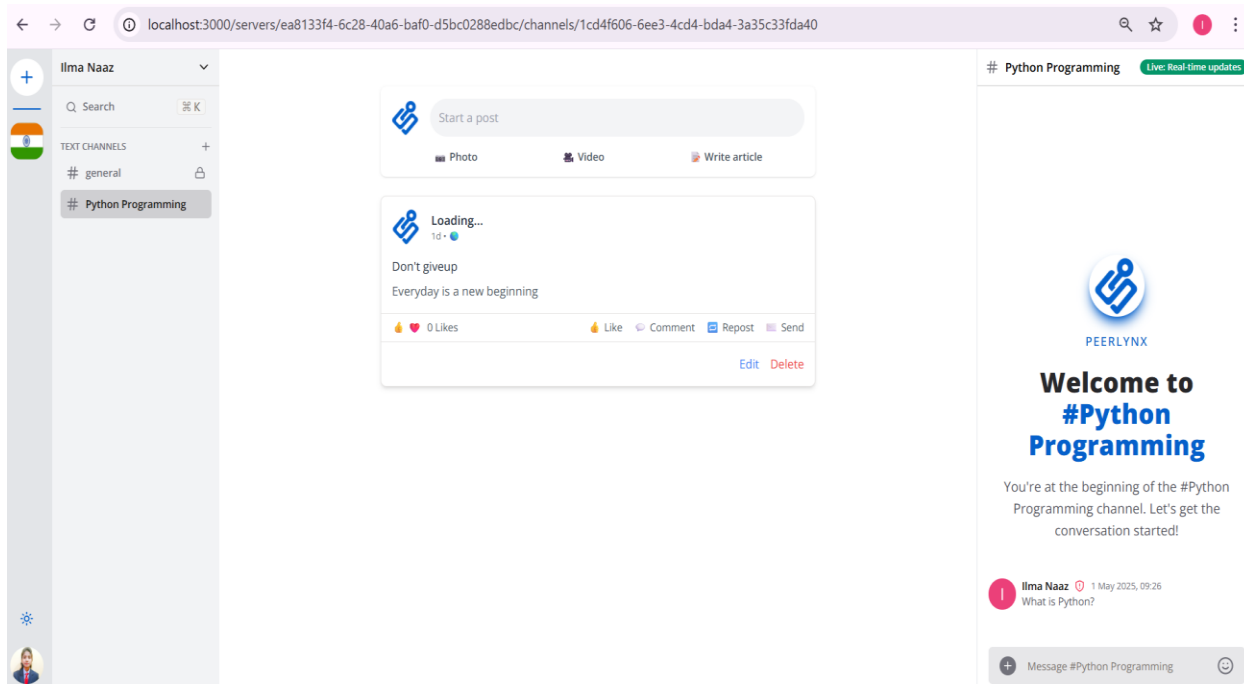 localhost:3000/servers/ea8133f4-6c28-40a6-baf0-d5bc0288edbc/channels/1cd4f606-6ee3-4cd4-bda4-3a35c33fda40
I
+
Ilma Naaz
Search
⌘ K
TEXT CHANNELS +
# general
# Python Programming
Start a post
Photo Video Write article
Loading...
1d •
Don't giveup
Everyday is a new beginning
0 Likes Like Comment Repost Send
Edit Delete
# Python Programming Live: Real-time updates
PEERLYNX
Welcome to
#Python
Programming
You're at the beginning of the #Python
Programming channel. Let's get the
conversation started!
I
Ilma Naaz 1 May 2025, 09:26
What is Python?
+ Message #Python Programming